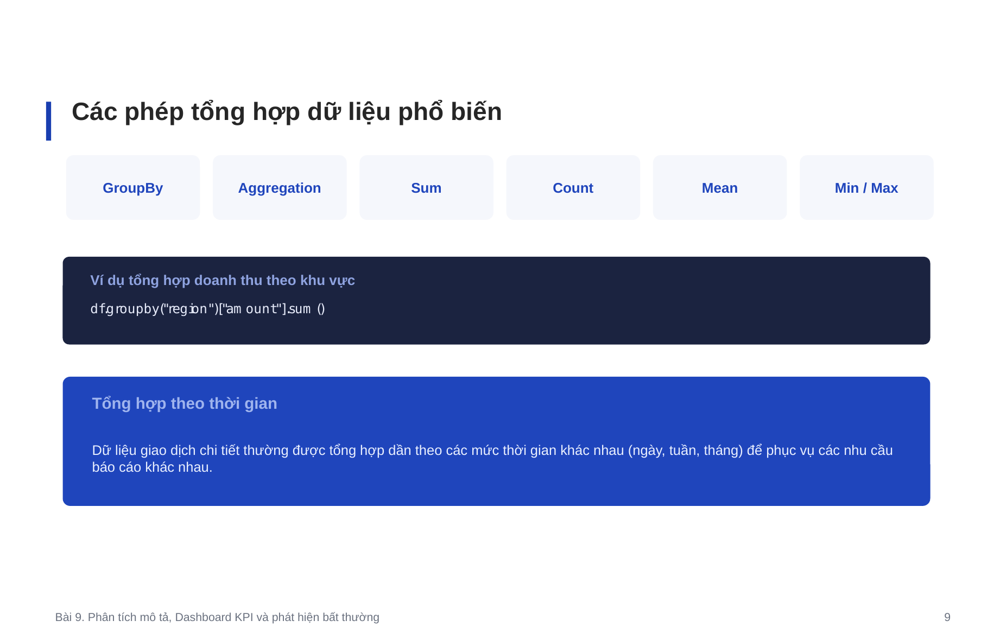 Các phép tổng hợp dữ liệu phổ biến
GroupBy
Aggregation
Sum
Count
Mean
Min / Max
Ví dụ tổng hợp doanh thu theo khu vực
df.groupby("region")["amount"].sum()
Tổng hợp theo thời gian
Dữ liệu giao dịch chi tiết thường được tổng hợp dần theo các mức thời gian khác nhau (ngày, tuần, tháng) để phục vụ các nhu cầu
báo cáo khác nhau.
Bài 9. Phân tích mô tả, Dashboard KPI và phát hiện bất thường
9